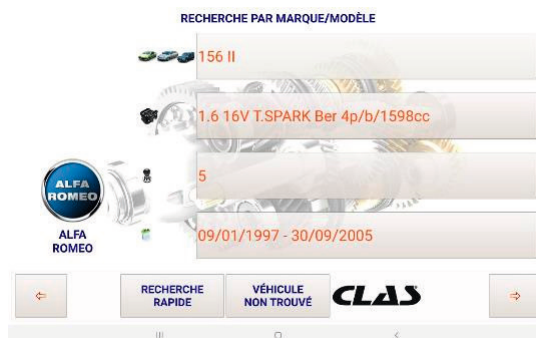 RECHERCHE PAR MARQUE/MODÈLE
156 II
1.6 16V T.SPARK Ber 4p/b/1598cc
5
09/01/1997 - 30/09/2005
ALFA
ROMEO
ALFA
ROMEO
RECHERCHE
RAPIDE
VÉHICULE
NON TROUVÉ
CLAS